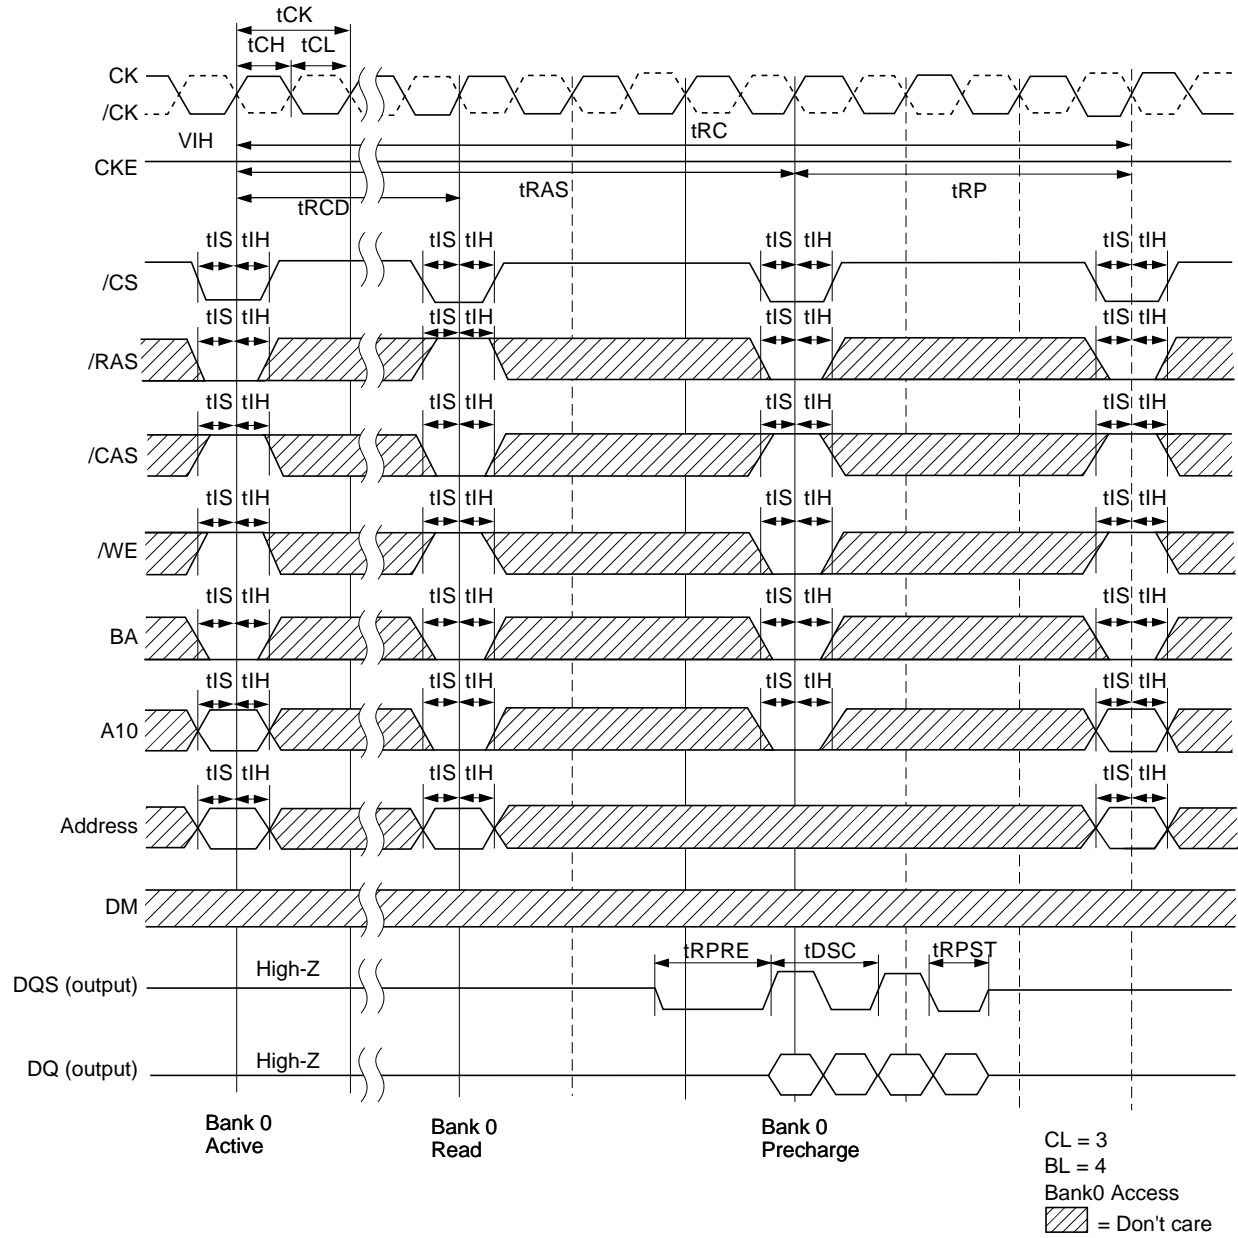 tCK
tCH tCL
CK
/CK
VIH
tRC
CKE
tRAS
tRP
tRCD
tIS tIH tIS tIH tIS tIH tIS tIH
/CS
tIS tIH tIS tIH tIS tIH tIS tIH
/RAS
tIS tIH tIS tIH tIS tIH tIS tIH
/CAS
tIS tIH tIS tIH tIS tIH tIS tIH
/WE
tIS tIH tIS tIH tIS tIH tIS tIH
BA
tIS tIH tIS tIH tIS tIH tIS tIH
A10
tIS tIH tIS tIH tIS tIH
Address
DM
tRPRE tDSC tRPST
High-Z
DQS (output)
High-Z
DQ (output)
Bank 0
Active
Bank 0
Read
Bank 0
Precharge
CL = 3
BL = 4
Bank0 Access
= Don't care